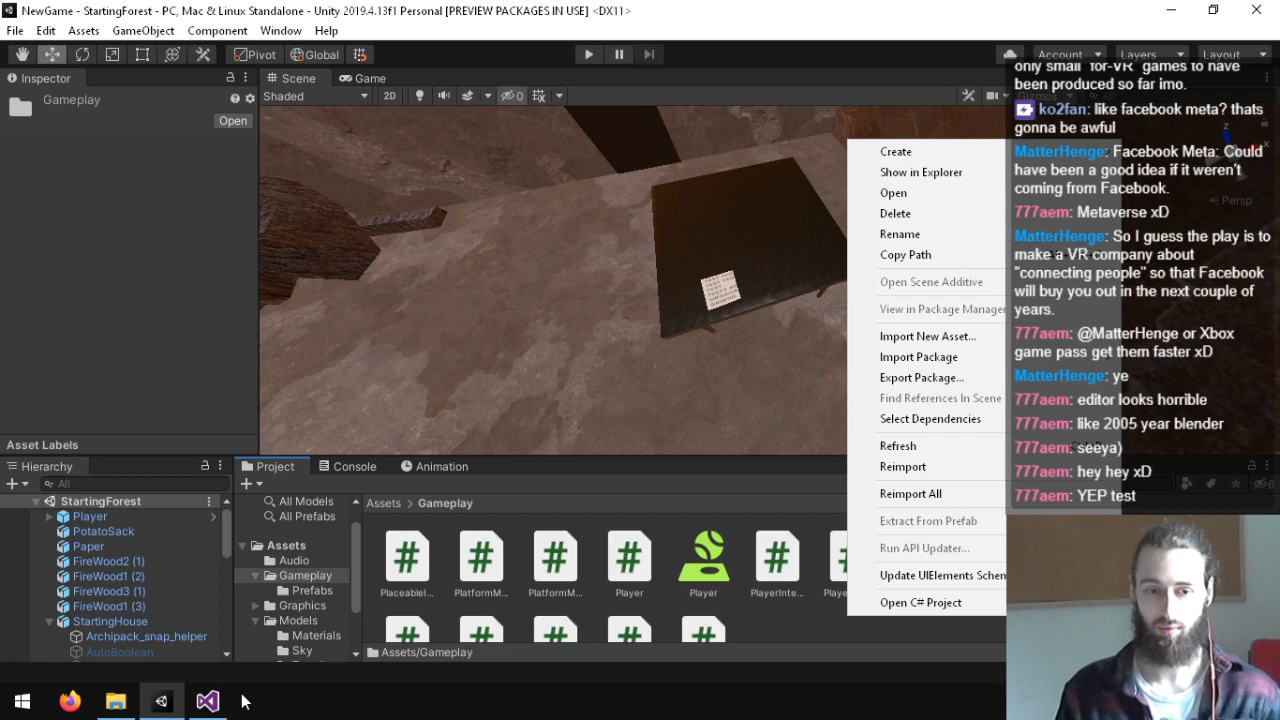 NewGame - StartingForest - PC, Mac & Linux Standalone - Unity 2019.4.13f1 Personal [PREVIEW PACKAGES IN USE] <DX11>
File Edit Assets GameObject Component Window Help
Pivot Global Account Layers Layout
Inspector
Gameplay
Open
Asset Labels
Scene Game
Shaded 2D 0
Persp
Create
Show in Explorer
Open
Delete
Rename
Copy Path
Open Scene Additive
View in Package Manager
Import New Asset...
Import Package
Export Package...
Find References In Scene
Select Dependencies
Refresh
Reimport
Reimport All
Extract From Prefab
Run API Updater...
Update UIElements Schem
Open C# Project
only small "for-VR" games to have
been produced so far imo.
ko2fan: like facebook meta? thats
gonna be awful
MatterHenge: Facebook Meta: Could
have been a good idea if it weren't
coming from Facebook.
777aem: Metaverse xD
MatterHenge: So I guess the play is to
make a VR company about
"connecting people" so that Facebook
will buy you out in the next couple of
years.
777aem: @MatterHenge or Xbox
game pass get them faster xD
MatterHenge: ye
777aem: editor looks horrible
777aem: like 2005 year blender
777aem: seeya)
777aem: hey hey xD
777aem: YEP test
Hierarchy
All
StartingForest
Player
PotatoSack
Paper
FireWood2 (1)
FireWood1 (2)
FireWood3 (1)
FireWood1 (3)
StartingHouse
Archipack_snap_helper
AutoBoolean
Project Console Animation
6
All Models
All Prefabs
Assets
Audio
Gameplay
Prefabs
Graphics
Models
Materials
Sky
Assets > Gameplay
PlaceableI... PlatformM... PlatformM... Player Player PlayerInte... Playe
Assets/Gameplay